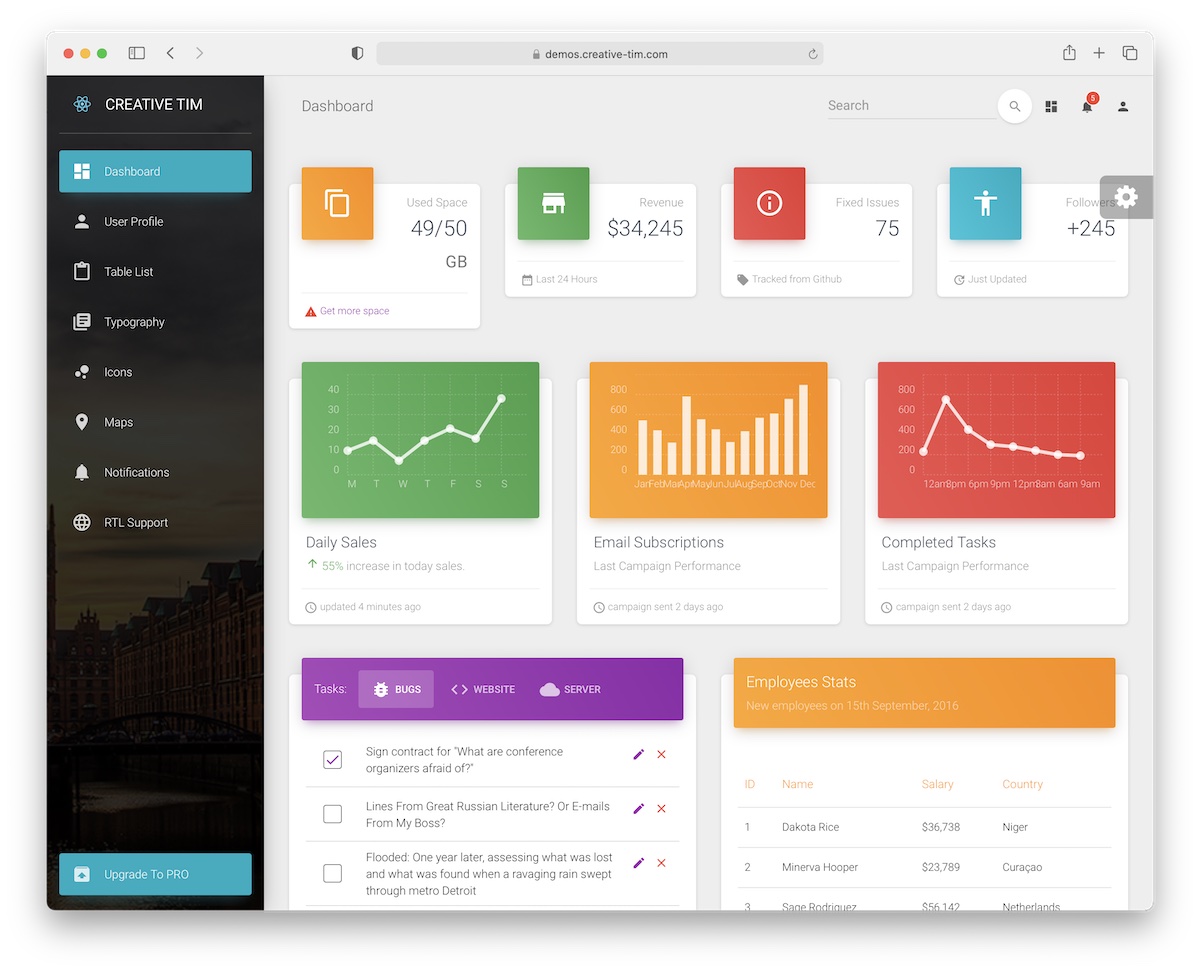 demos.creative-tim.com
CREATIVE TIM
Dashboard
User Profile
Table List
Typography
Icons
Maps
Notifications
RTL Support
Upgrade To PRO
Dashboard
Search
5
Used Space
49/50
GB
Get more space
Revenue
$34,245
Last 24 Hours
Fixed Issues
75
Tracked from Github
Followers
+245
Just Updated
40
30
20
10
0
M T W T F S S
Daily Sales
55% increase in today sales.
updated 4 minutes ago
800
600
400
200
0
Jan Feb Mar Apr May Jun Jul Aug Sep Oct Nov Dec
Email Subscriptions
Last Campaign Performance
campaign sent 2 days ago
800
600
400
200
0
12am 3pm 6pm 9pm 12pm 3am 6am 9am
Completed Tasks
Last Campaign Performance
campaign sent 2 days ago
Tasks: BUGS WEBSITE SERVER
Sign contract for "What are conference
organizers afraid of?"
Lines From Great Russian Literature? Or E-mails
From My Boss?
Flooded: One year later, assessing what was lost
and what was found when a ravaging rain swept
through metro Detroit
Employees Stats
New employees on 15th September, 2016
ID Name Salary Country
1 Dakota Rice $36,738 Niger
2 Minerva Hooper $23,789 Curaçao
3 Sage Rodriguez $56,142 Netherlands